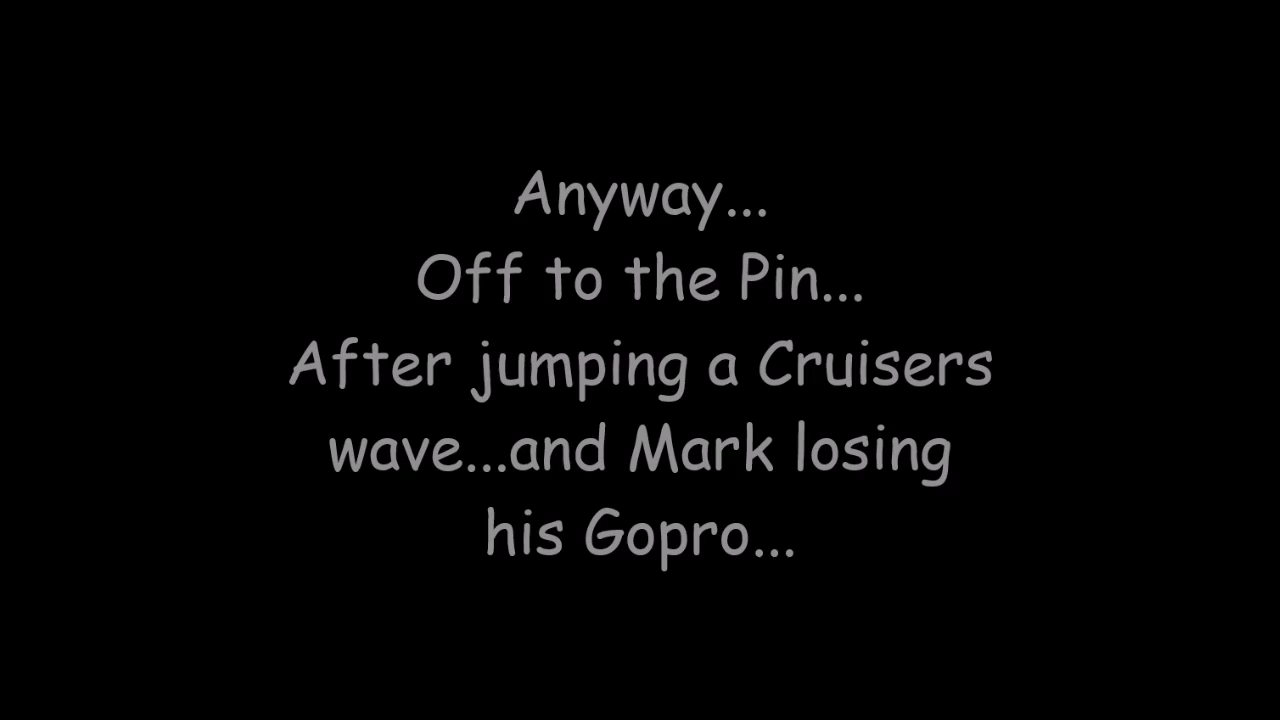 Anyway...
Off to the Pin...
After jumping a Cruisers
wave...and Mark losing
his Gopro...